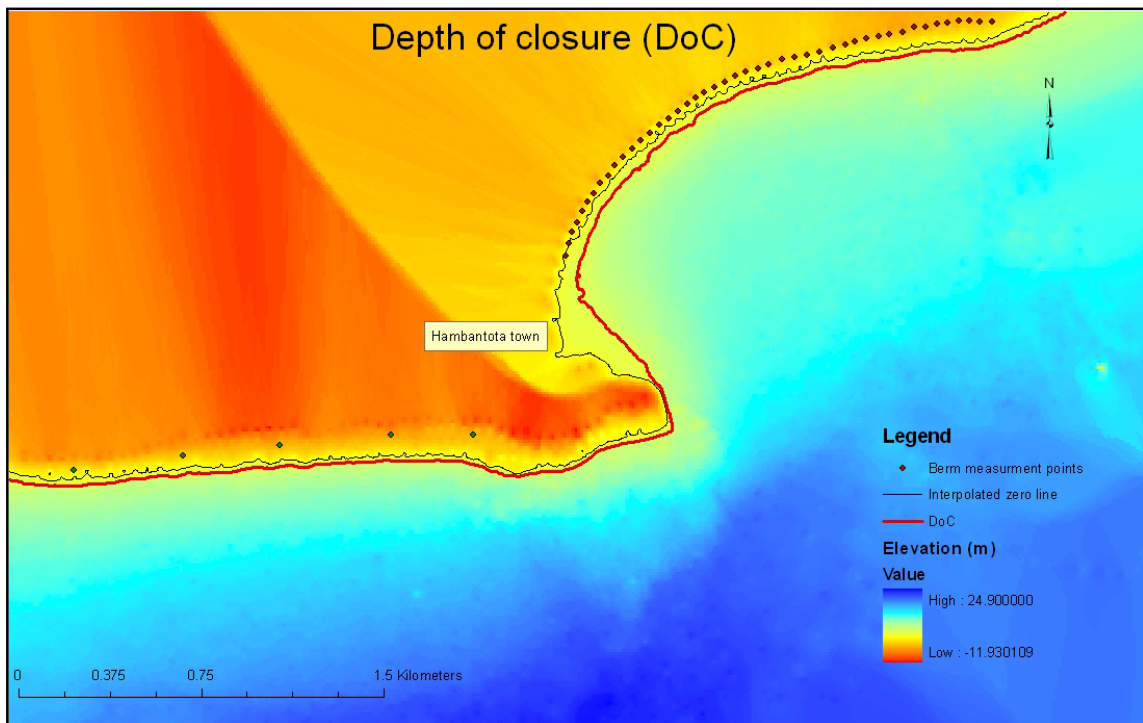 Depth of closure (DoC)
N
Hambantota town
Legend
Berm measurment points
Interpolated zero line
DoC
Elevation (m)
Value
High : 24.900000
Low : -11.930109
0 0.375 0.75 1.5 Kilometers